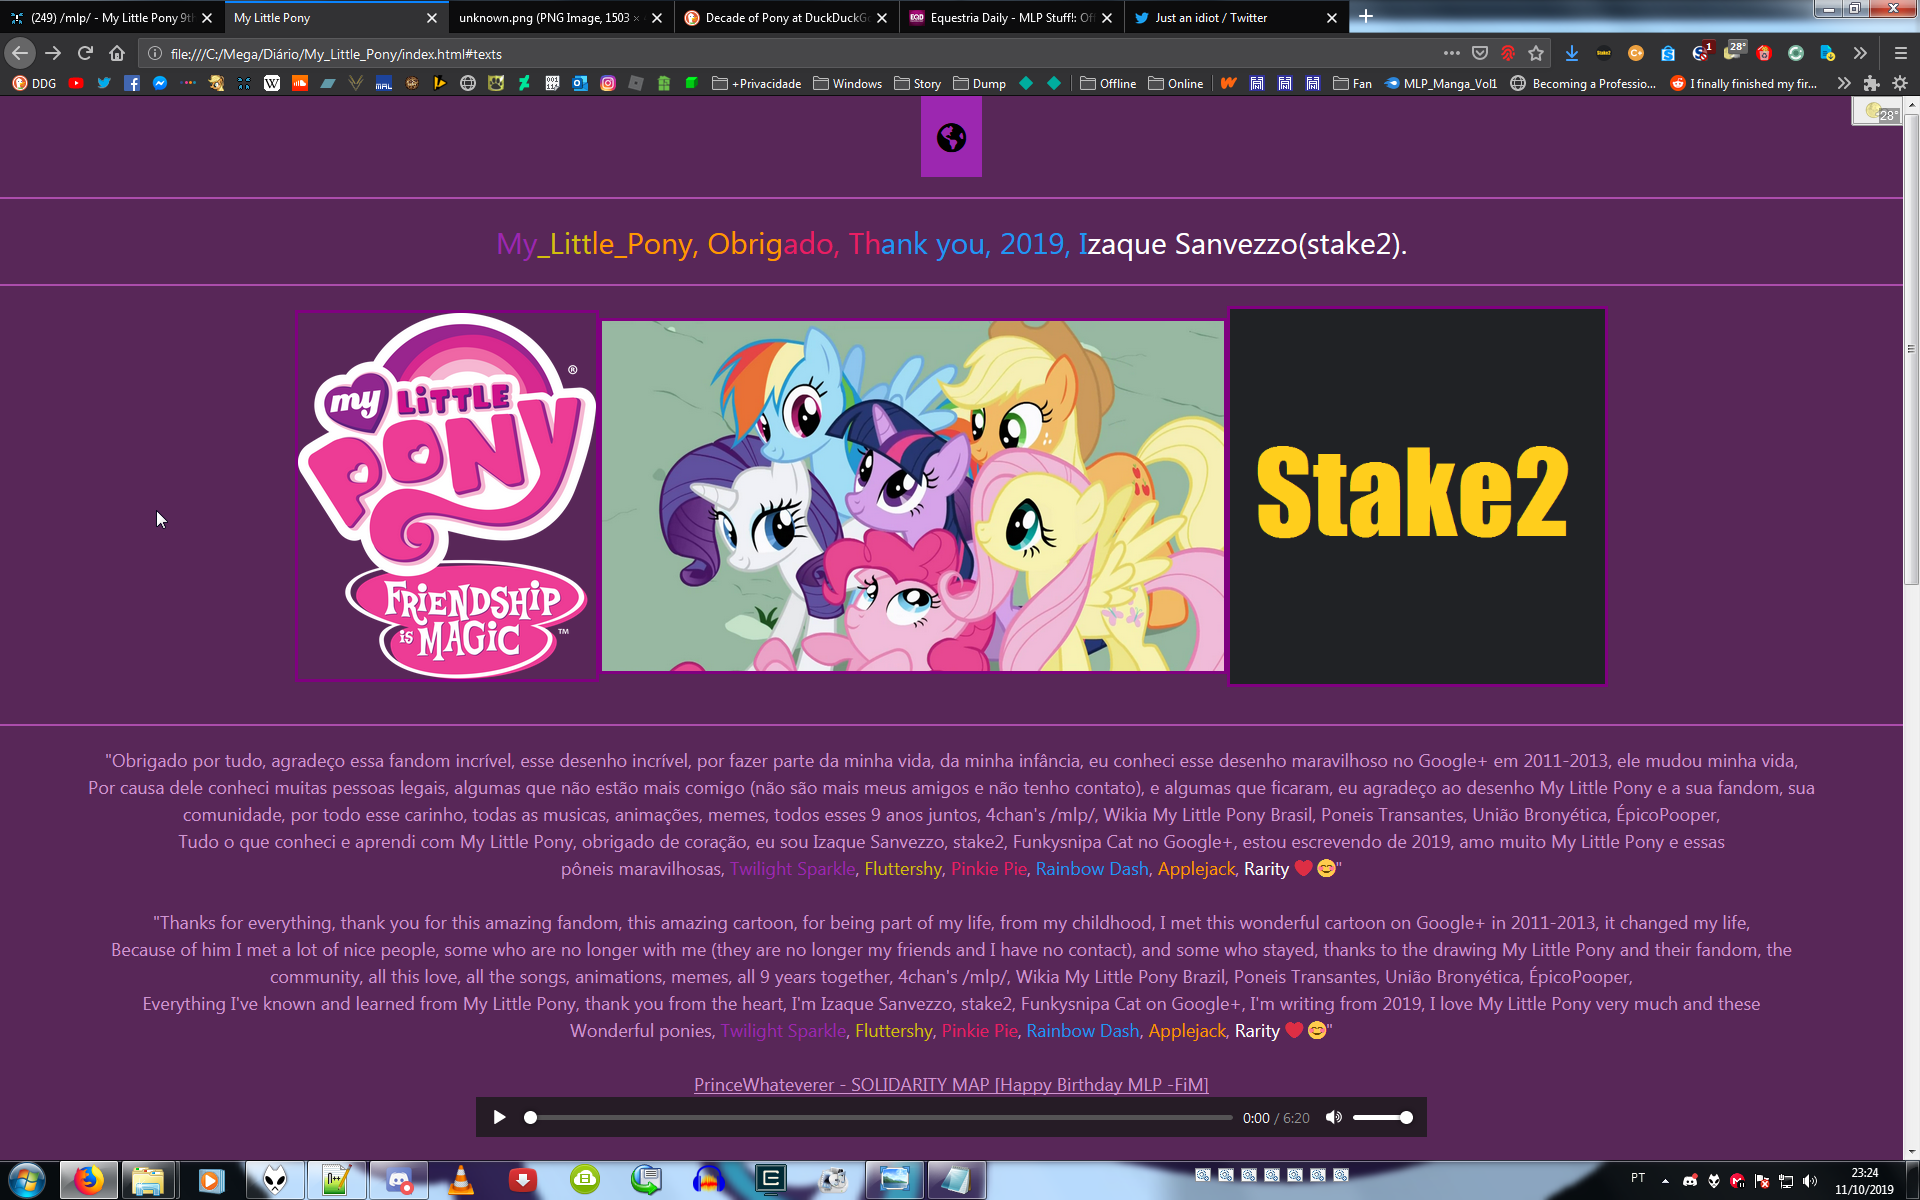 (249) /mlp/ - My Little Pony 9th
My Little Pony
unknown.png (PNG Image, 1503 ×
Decade of Pony at DuckDuckGo
Equestria Daily - MLP Stuff!: Off
Just an idiot / Twitter
file:///C:/Mega/Diário/My_Little_Pony/index.html#texts
1
28°
DDG
+Privacidade
Windows
Story
Dump
Offline
Online
Fan
MLP_Manga_Vol1
Becoming a Professio...
I finally finished my fir...
28°
My_Little_Pony, Obrigado, Thank you, 2019, Izaque Sanvezzo(stake2).
my LiTTLE
PONY
®
FRiENDSHiP
is MAGiC
™
Stake2
"Obrigado por tudo, agradeço essa fandom incrível, esse desenho incrível, por fazer parte da minha vida, da minha infância, eu conheci esse desenho maravilhoso no Google+ em 2011-2013, ele mudou minha vida,
Por causa dele conheci muitas pessoas legais, algumas que não estão mais comigo (não são mais meus amigos e não tenho contato), e algumas que ficaram, eu agradeço ao desenho My Little Pony e a sua fandom, sua
comunidade, por todo esse carinho, todas as musicas, animações, memes, todos esses 9 anos juntos, 4chan's /mlp/, Wikia My Little Pony Brasil, Poneis Transantes, União Bronyética, ÉpicoPooper,
Tudo o que conheci e aprendi com My Little Pony, obrigado de coração, eu sou Izaque Sanvezzo, stake2, Funkysnipa Cat no Google+, estou escrevendo de 2019, amo muito My Little Pony e essas
pôneis maravilhosas, Twilight Sparkle, Fluttershy, Pinkie Pie, Rainbow Dash, Applejack, Rarity ❤😊"
"Thanks for everything, thank you for this amazing fandom, this amazing cartoon, for being part of my life, from my childhood, I met this wonderful cartoon on Google+ in 2011-2013, it changed my life,
Because of him I met a lot of nice people, some who are no longer with me (they are no longer my friends and I have no contact), and some who stayed, thanks to the drawing My Little Pony and their fandom, the
community, all this love, all the songs, animations, memes, all 9 years together, 4chan's /mlp/, Wikia My Little Pony Brazil, Poneis Transantes, União Bronyética, ÉpicoPooper,
Everything I've known and learned from My Little Pony, thank you from the heart, I'm Izaque Sanvezzo, stake2, Funkysnipa Cat on Google+, I'm writing from 2019, I love My Little Pony very much and these
Wonderful ponies, Twilight Sparkle, Fluttershy, Pinkie Pie, Rainbow Dash, Applejack, Rarity ❤😊"
PrinceWhateverer - SOLIDARITY MAP [Happy Birthday MLP -FiM]
0:00 / 6:20
PT
23:24
11/10/2019